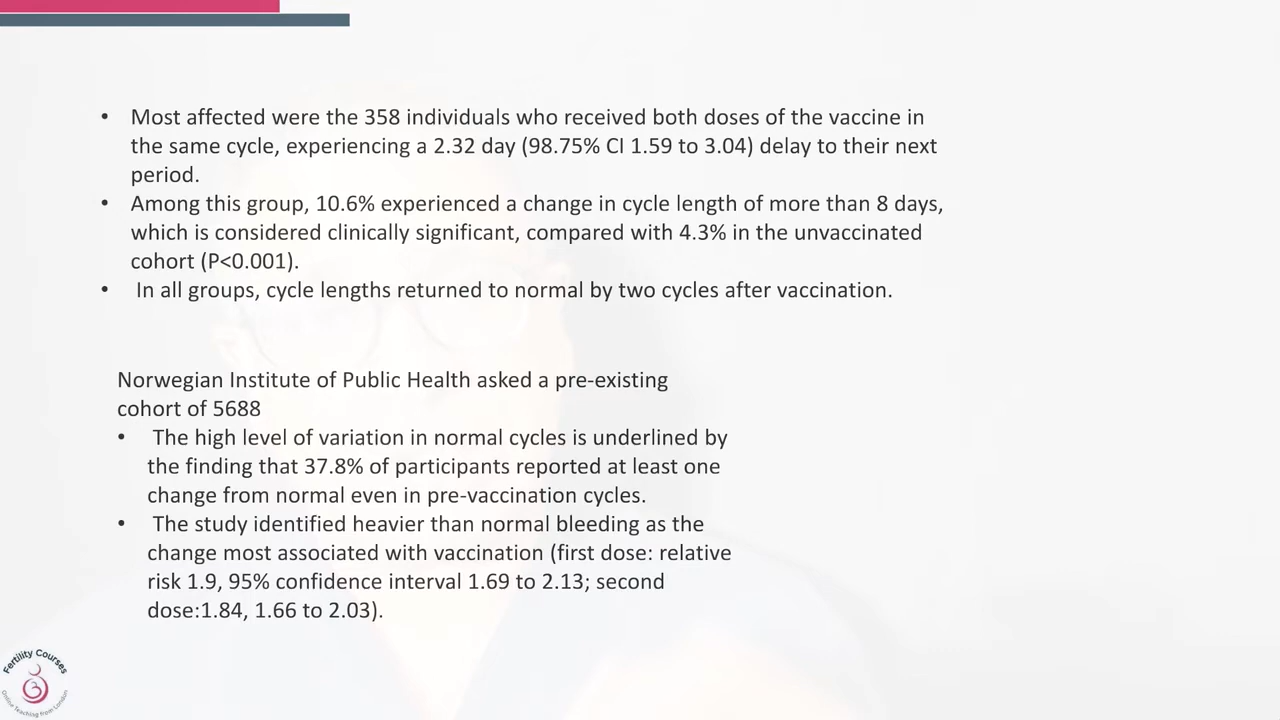 • Most affected were the 358 individuals who received both doses of the vaccine in
the same cycle, experiencing a 2.32 day (98.75% CI 1.59 to 3.04) delay to their next
period.
• Among this group, 10.6% experienced a change in cycle length of more than 8 days,
which is considered clinically significant, compared with 4.3% in the unvaccinated
cohort (P<0.001).
• In all groups, cycle lengths returned to normal by two cycles after vaccination.
Norwegian Institute of Public Health asked a pre-existing
cohort of 5688
• The high level of variation in normal cycles is underlined by
the finding that 37.8% of participants reported at least one
change from normal even in pre-vaccination cycles.
• The study identified heavier than normal bleeding as the
change most associated with vaccination (first dose: relative
risk 1.9, 95% confidence interval 1.69 to 2.13; second
dose:1.84, 1.66 to 2.03).
Fertility Courses
Online Teaching from London